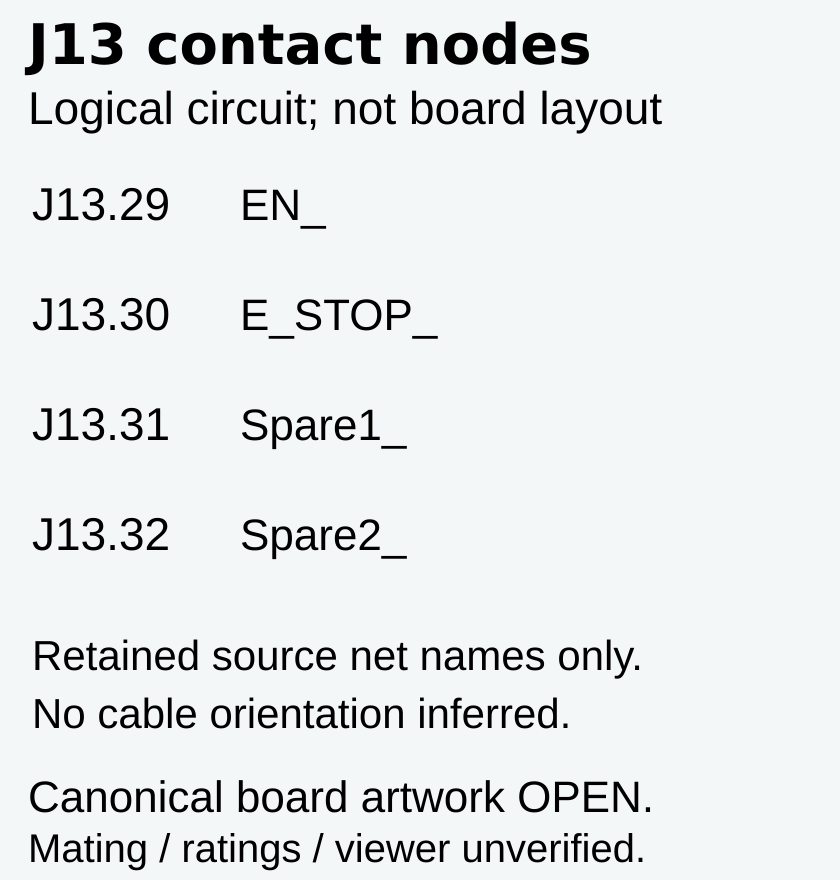 J13 contact nodes
Logical circuit; not board layout
J13.29 EN_
J13.30 E_STOP_
J13.31 Spare1_
J13.32 Spare2_
Retained source net names only.
No cable orientation inferred.
Canonical board artwork OPEN.
Mating / ratings / viewer unverified.